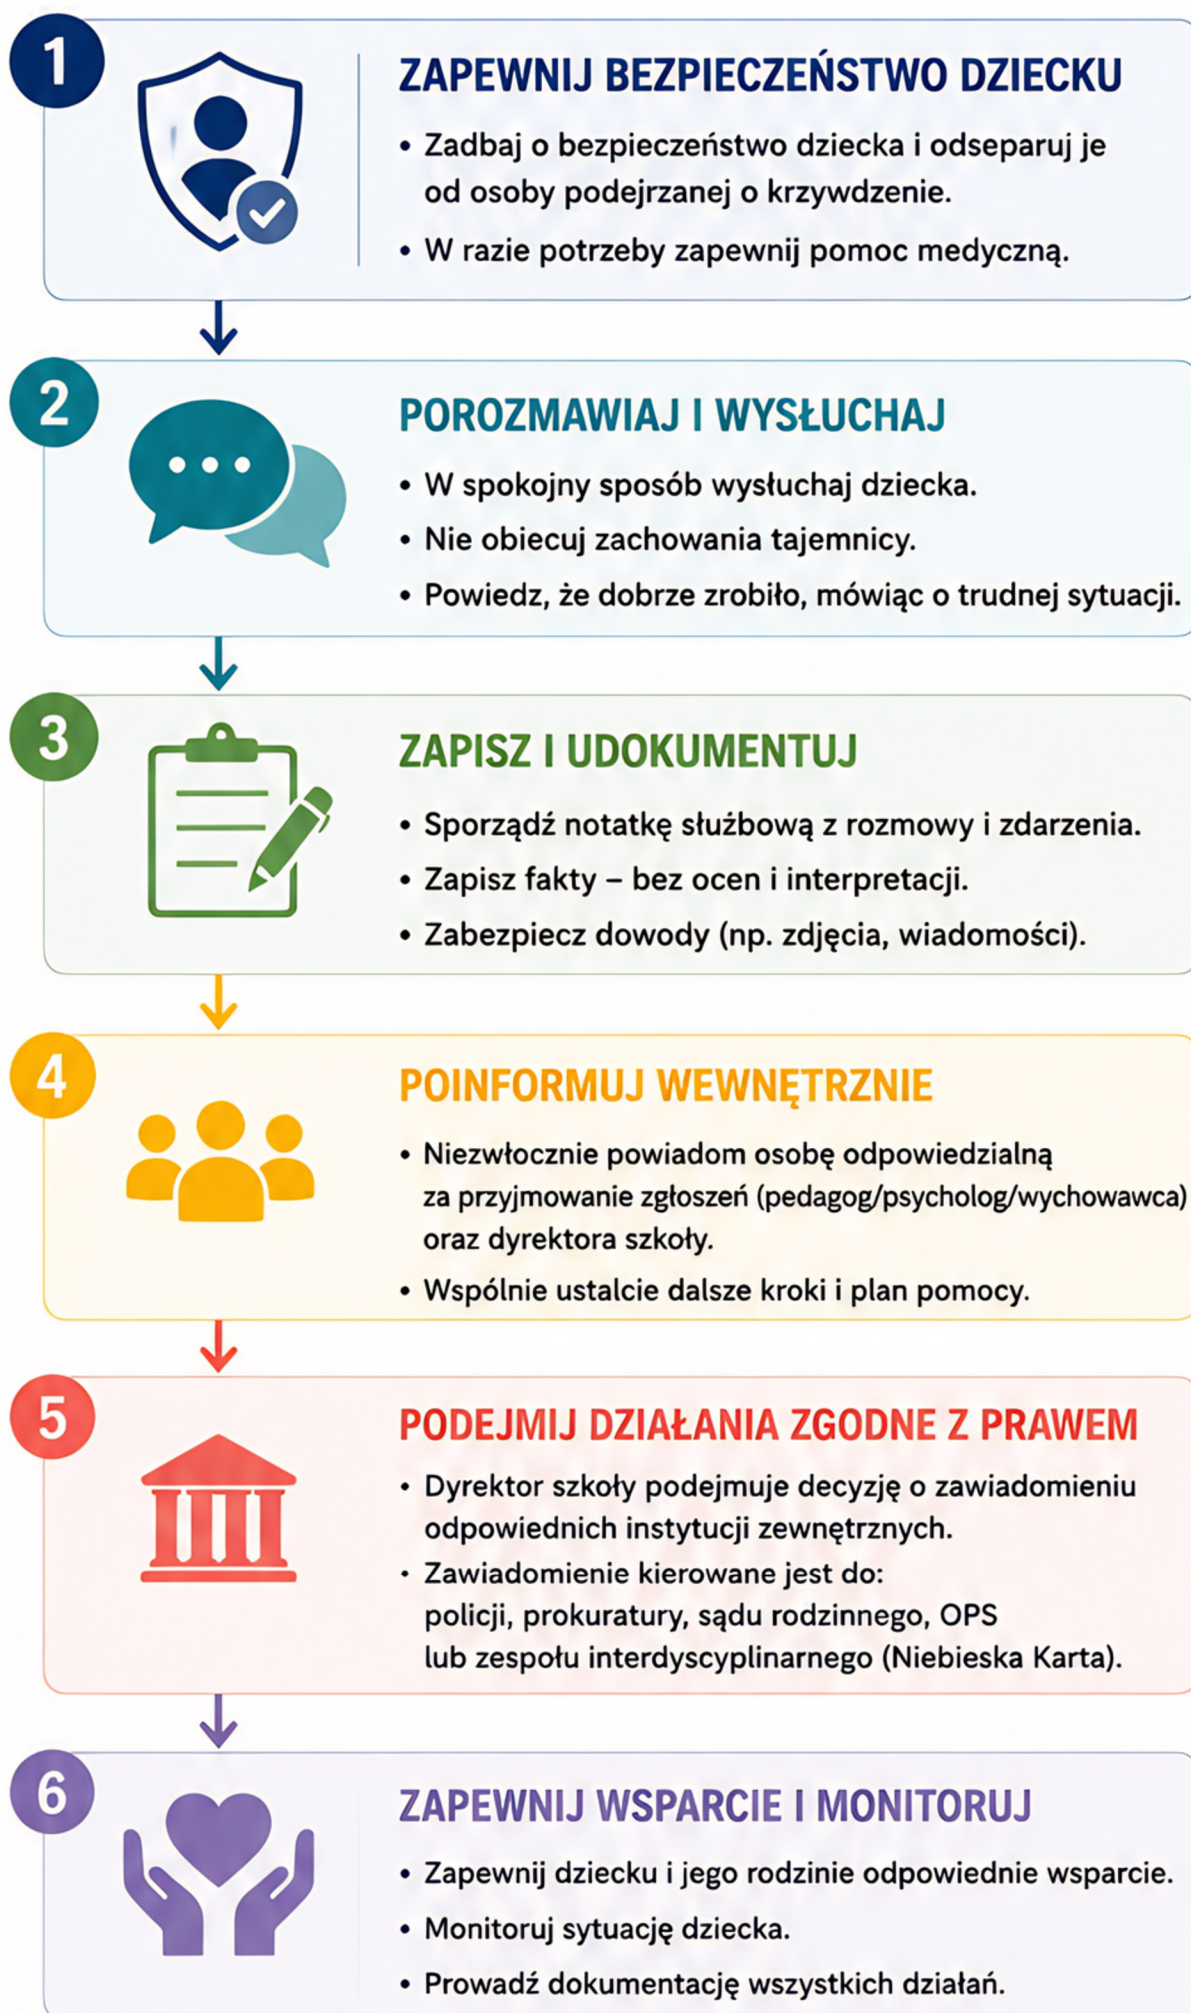 1
ZAPEWNIJ BEZPIECZEŃSTWO DZIECKU
• Zadbaj o bezpieczeństwo dziecka i odseparuj je
od osoby podejrzanej o krzywdzenie.
• W razie potrzeby zapewnij pomoc medyczną.
2
POROZMAWIAJ I WYSŁUCHAJ
• W spokojny sposób wysłuchaj dziecka.
• Nie obiecuj zachowania tajemnicy.
• Powiedz, że dobrze zrobiło, mówiąc o trudnej sytuacji.
3
ZAPISZ I UDOKUMENTUJ
• Sporządź notatkę służbową z rozmowy i zdarzenia.
• Zapisz fakty – bez ocen i interpretacji.
• Zabezpiecz dowody (np. zdjęcia, wiadomości).
4
POINFORMUJ WEWNĘTRZNIE
• Niezwłocznie powiadom osobę odpowiedzialną
za przyjmowanie zgłoszeń (pedagog/psycholog/wychowawca)
oraz dyrektora szkoły.
• Wspólnie ustalcie dalsze kroki i plan pomocy.
5
PODEJMIJ DZIAŁANIA ZGODNE Z PRAWEM
• Dyrektor szkoły podejmuje decyzję o zawiadomieniu
odpowiednich instytucji zewnętrznych.
• Zawiadomienie kierowane jest do:
policji, prokuratury, sądu rodzinnego, OPS
lub zespołu interdyscyplinarnego (Niebieska Karta).
6
ZAPEWNIJ WSPARCIE I MONITORUJ
• Zapewnij dziecku i jego rodzinie odpowiednie wsparcie.
• Monitoruj sytuację dziecka.
• Prowadź dokumentację wszystkich działań.